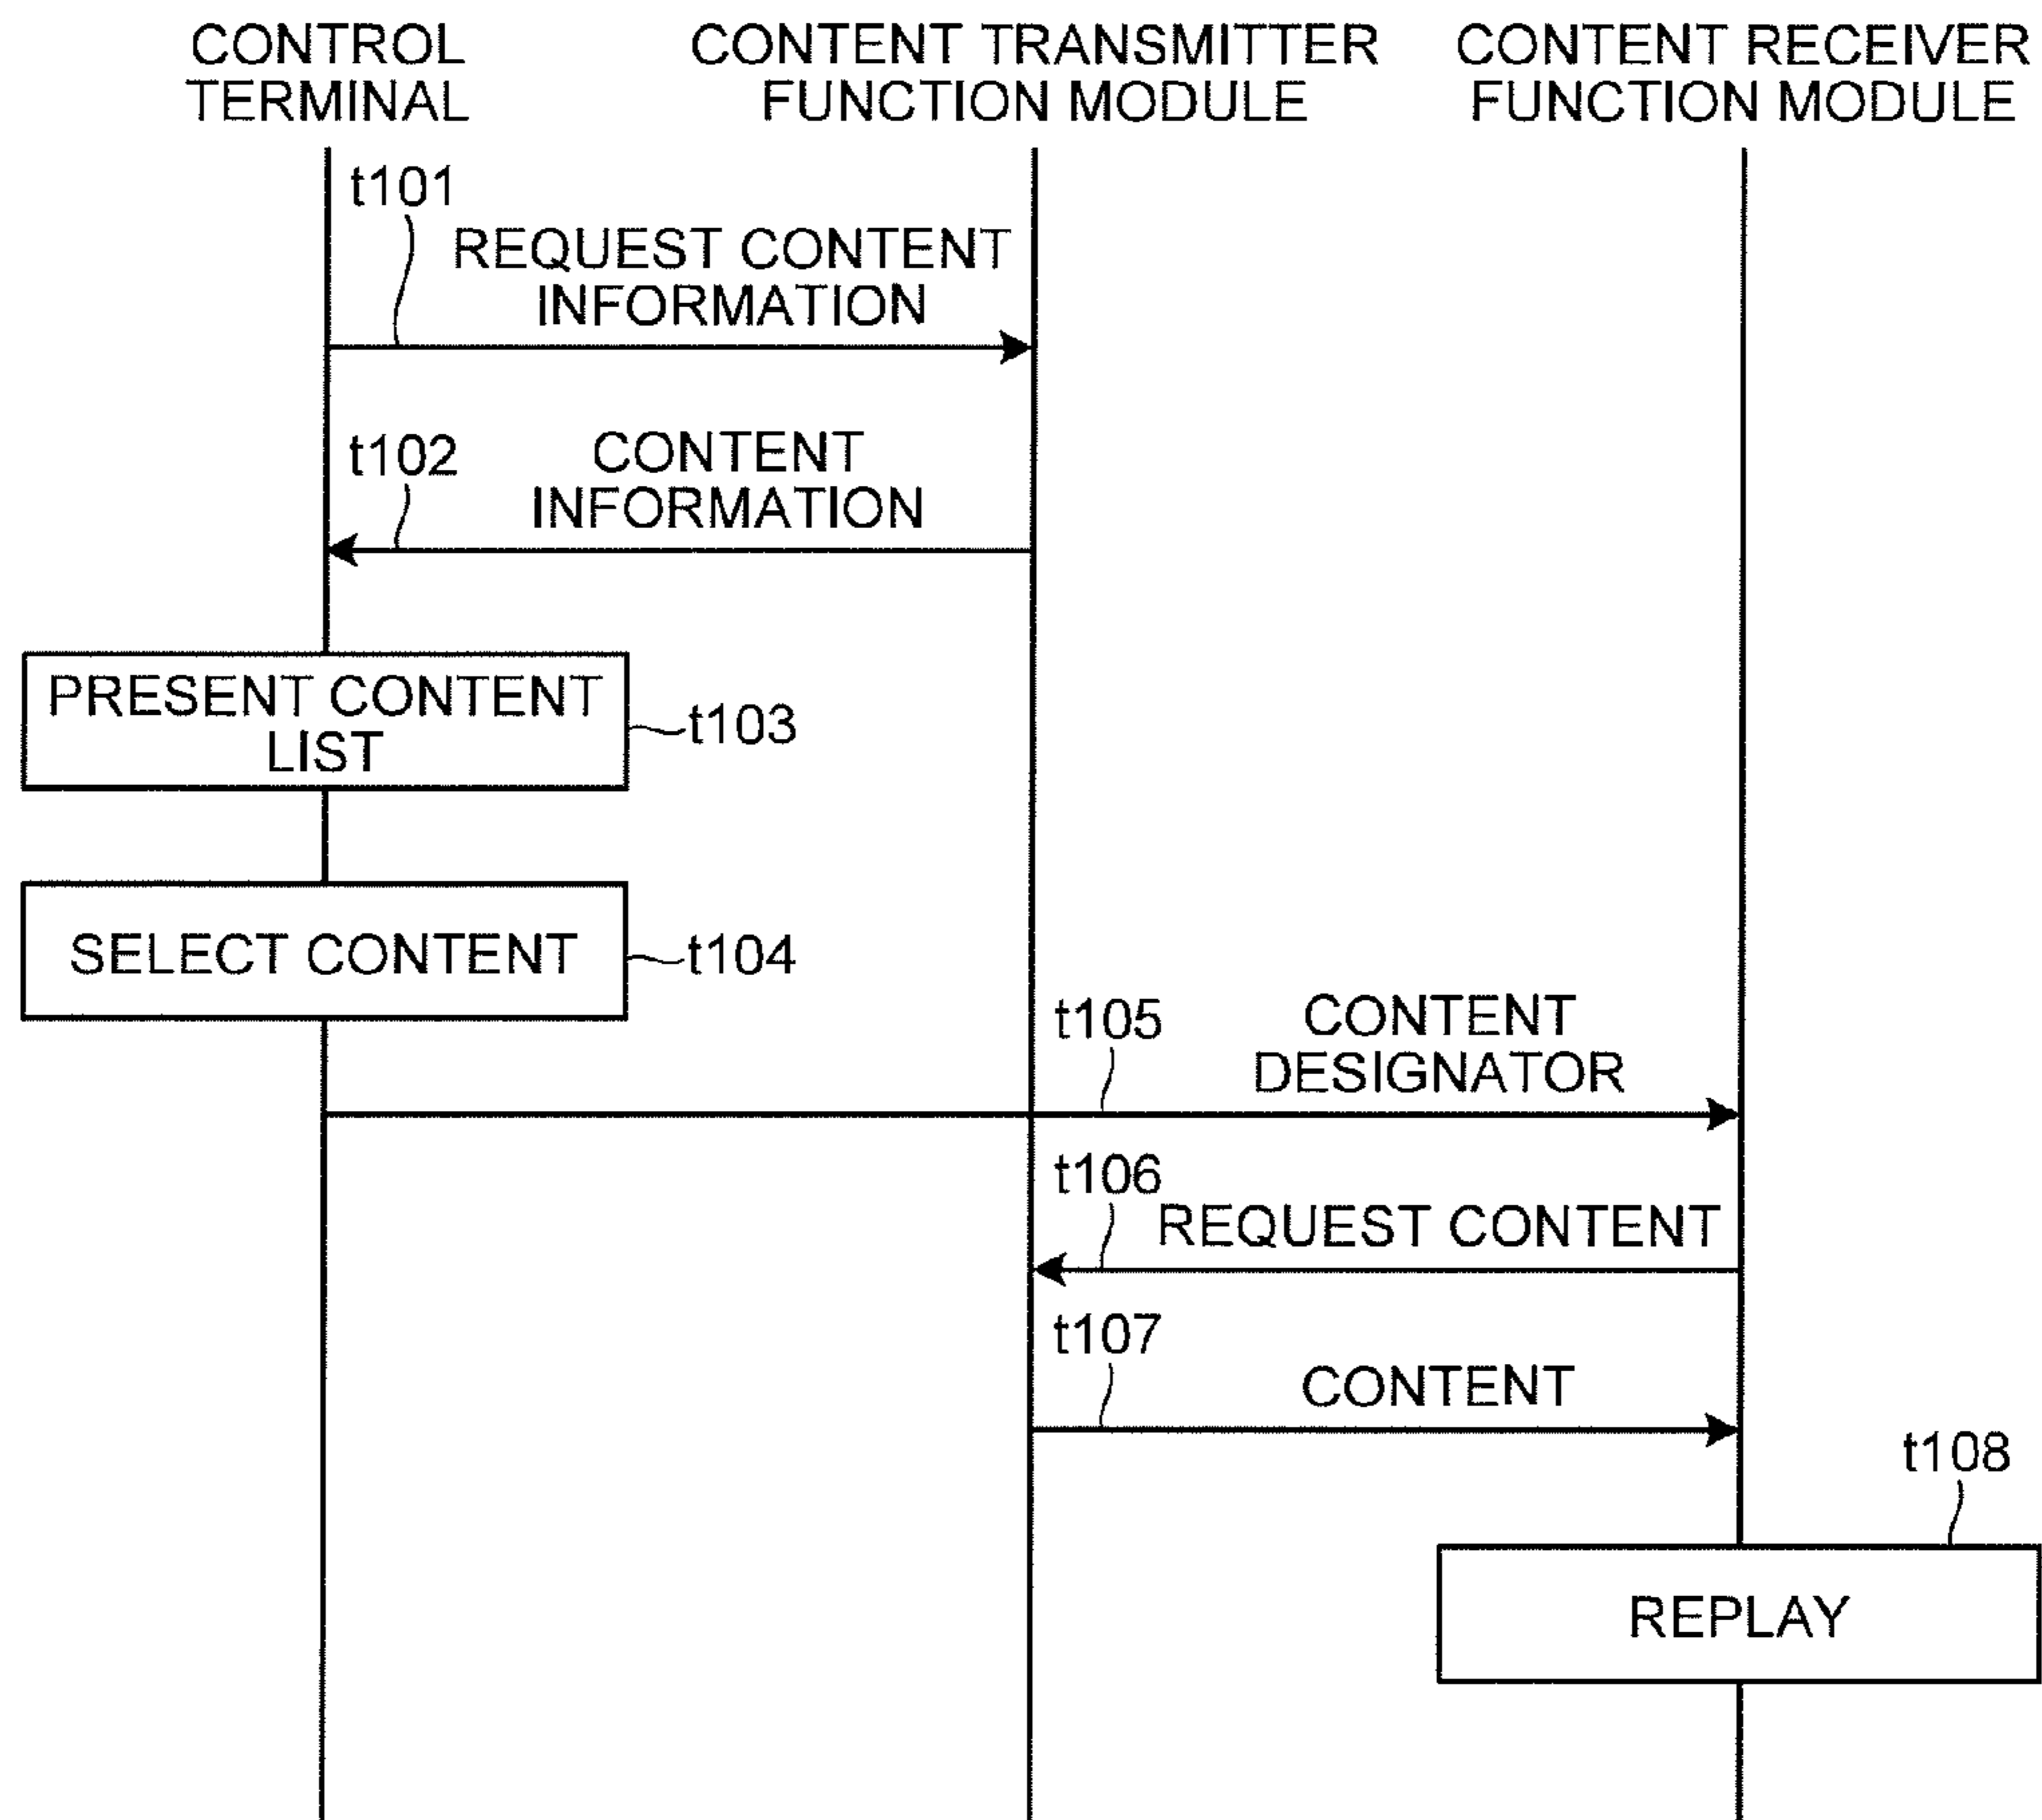 CONTROL
TERMINAL
CONTENT TRANSMITTER
FUNCTION MODULE
CONTENT RECEIVER
FUNCTION MODULE
t101
REQUEST CONTENT
INFORMATION
t102
CONTENT
INFORMATION
PRESENT CONTENT
LIST
t103
SELECT CONTENT
t104
t105
CONTENT
DESIGNATOR
t106
REQUEST CONTENT
t107
CONTENT
t108
REPLAY